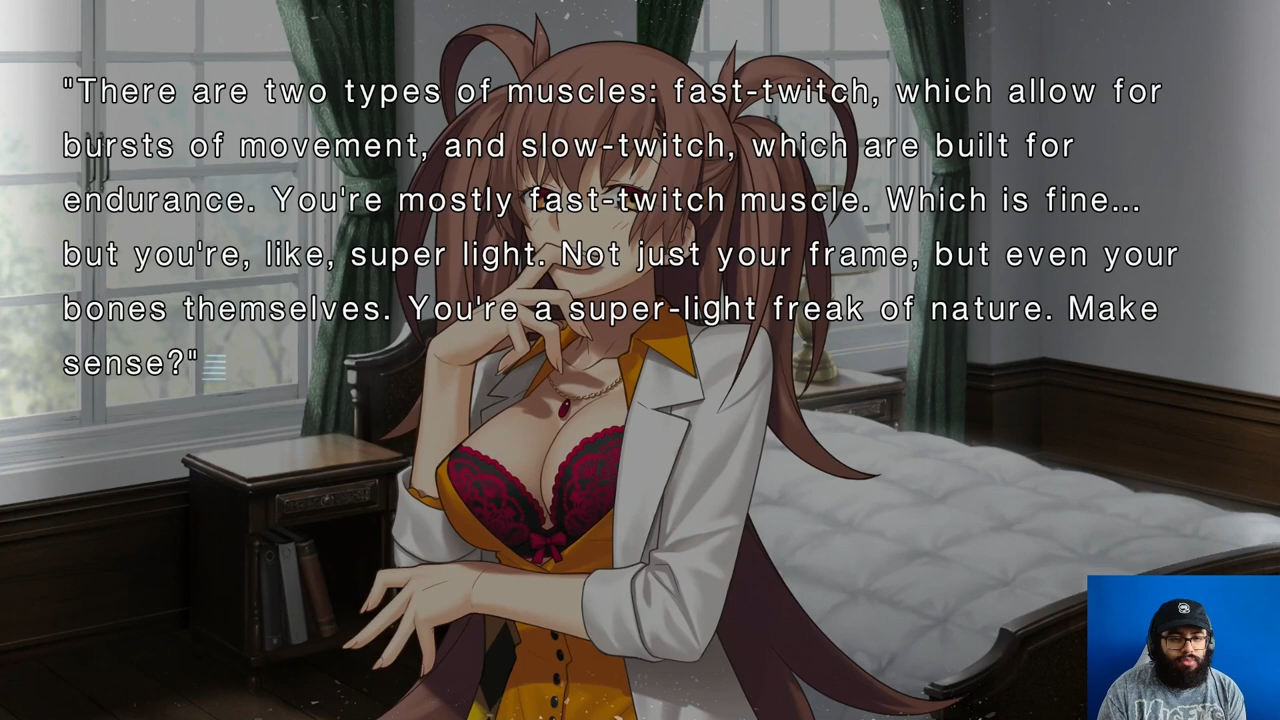 "There are two types of muscles: fast-twitch, which allow for
bursts of movement, and slow-twitch, which are built for
endurance. You're mostly fast-twitch muscle. Which is fine...
but you're, like, super light. Not just your frame, but even your
bones themselves. You're a super-light freak of nature. Make
sense?"